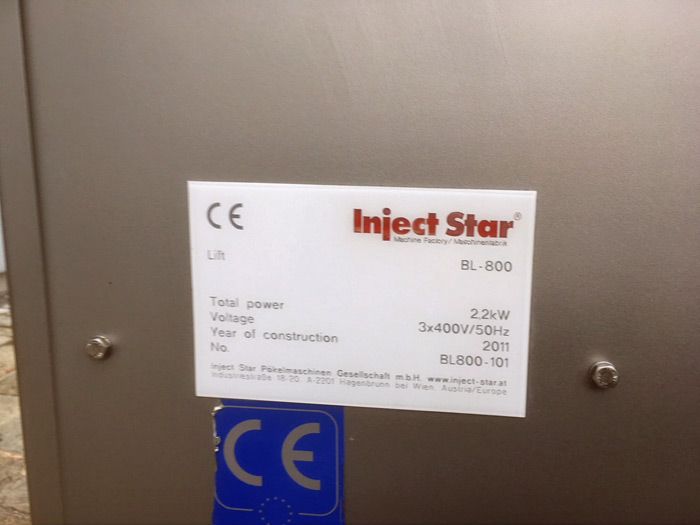 CE Inject Star®
Machine Factory / Maschinenfabrik
Lift BL-800
Total power 2,2kW
Voltage 3x400V/50Hz
Year of construction 2011
No. BL800-101
Inject Star Pökelmaschinen Gesellschaft m.b.H. www.inject-star.at
Industriestraße 18-20, A-2201 Hagenbrunn bei Wien, Austria/Europe
CE